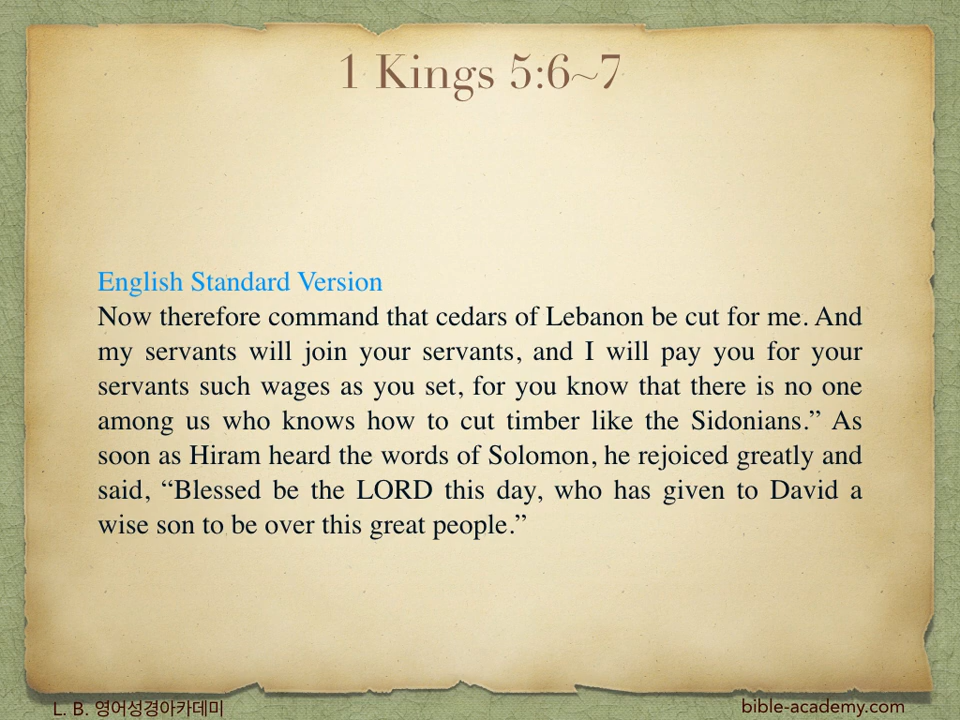 1 Kings 5:6~7
English Standard Version
Now therefore command that cedars of Lebanon be cut for me. And
my servants will join your servants, and I will pay you for your
servants such wages as you set, for you know that there is no one
among us who knows how to cut timber like the Sidonians.” As
soon as Hiram heard the words of Solomon, he rejoiced greatly and
said, “Blessed be the LORD this day, who has given to David a
wise son to be over this great people.”
L. B. 영어성경아카데미
bible-academy.com